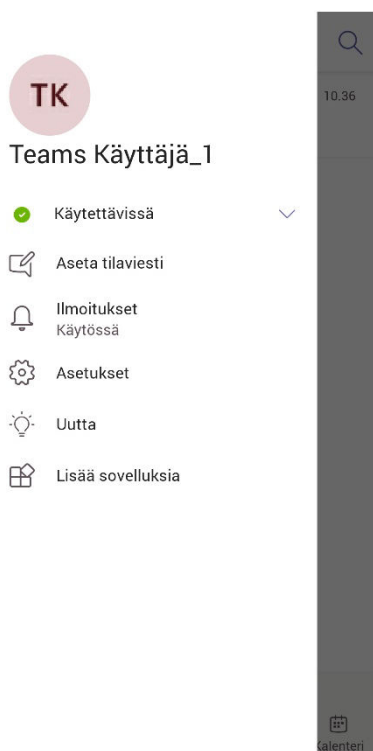 TK
10.36
Teams Käyttäjä_1
Käytettävissä
Aseta tilaviesti
Ilmoitukset
Käytössä
Asetukset
Uutta
Lisää sovelluksia
Kalenteri